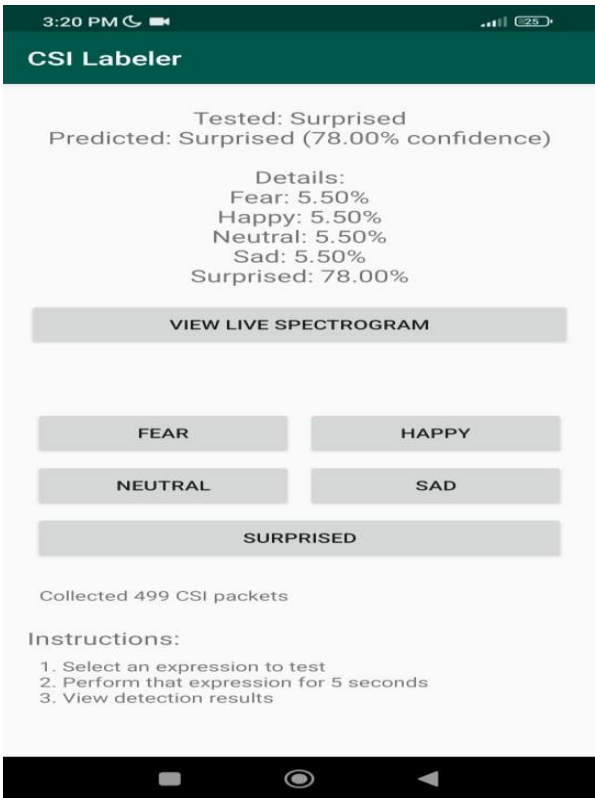 3:20 PM 25
CSI Labeler
Tested: Surprised
Predicted: Surprised (78.00% confidence)
Details:
Fear: 5.50%
Happy: 5.50%
Neutral: 5.50%
Sad: 5.50%
Surprised: 78.00%
VIEW LIVE SPECTROGRAM
FEAR HAPPY
NEUTRAL SAD
SURPRISED
Collected 499 CSI packets
Instructions:
1. Select an expression to test
2. Perform that expression for 5 seconds
3. View detection results